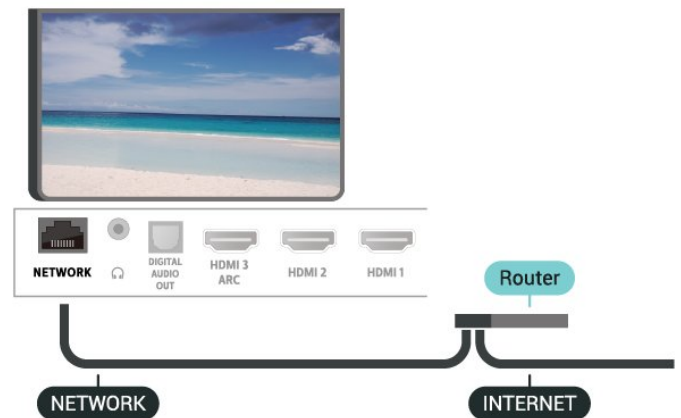 NETWORK
DIGITAL
AUDIO
OUT
HDMI 3
ARC
HDMI 2
HDMI 1
Router
NETWORK
INTERNET